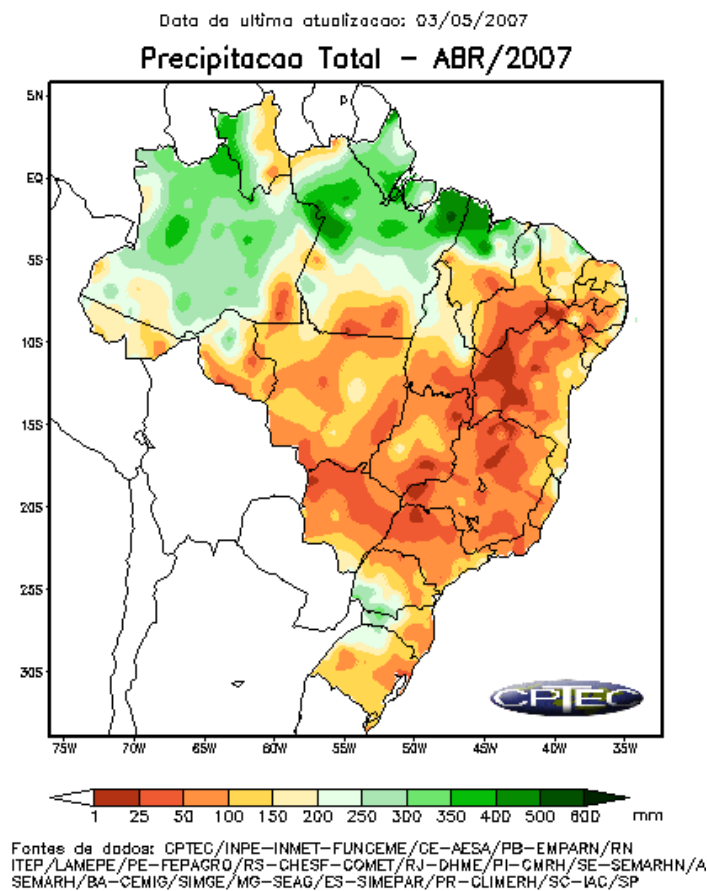 Data da ultima atualizacao: 03/05/2007
Precipitacao Total - ABR/2007
5N
EQ
5S
10S
15S
20S
25S
30S
75W 70W 65W 60W 55W 50W 45W 40W 35W
CPTEC
1 25 50 100 150 200 250 300 350 400 500 600 mm
Fontes de dados: CPTEC/INPE-INMET-FUNCEME/CE-AESA/PB-EMPARN/RN
ITEP/LAMEPE/PE-FEPAGRO/RS-CHESF-COMET/RJ-DHME/PI-CMRH/SE-SEMARHN/A
SEMARH/BA-CEMIG/SIMGE/MG-SEAG/ES-SIMEPAR/PR-CLIMERH/SC-IAC/SP